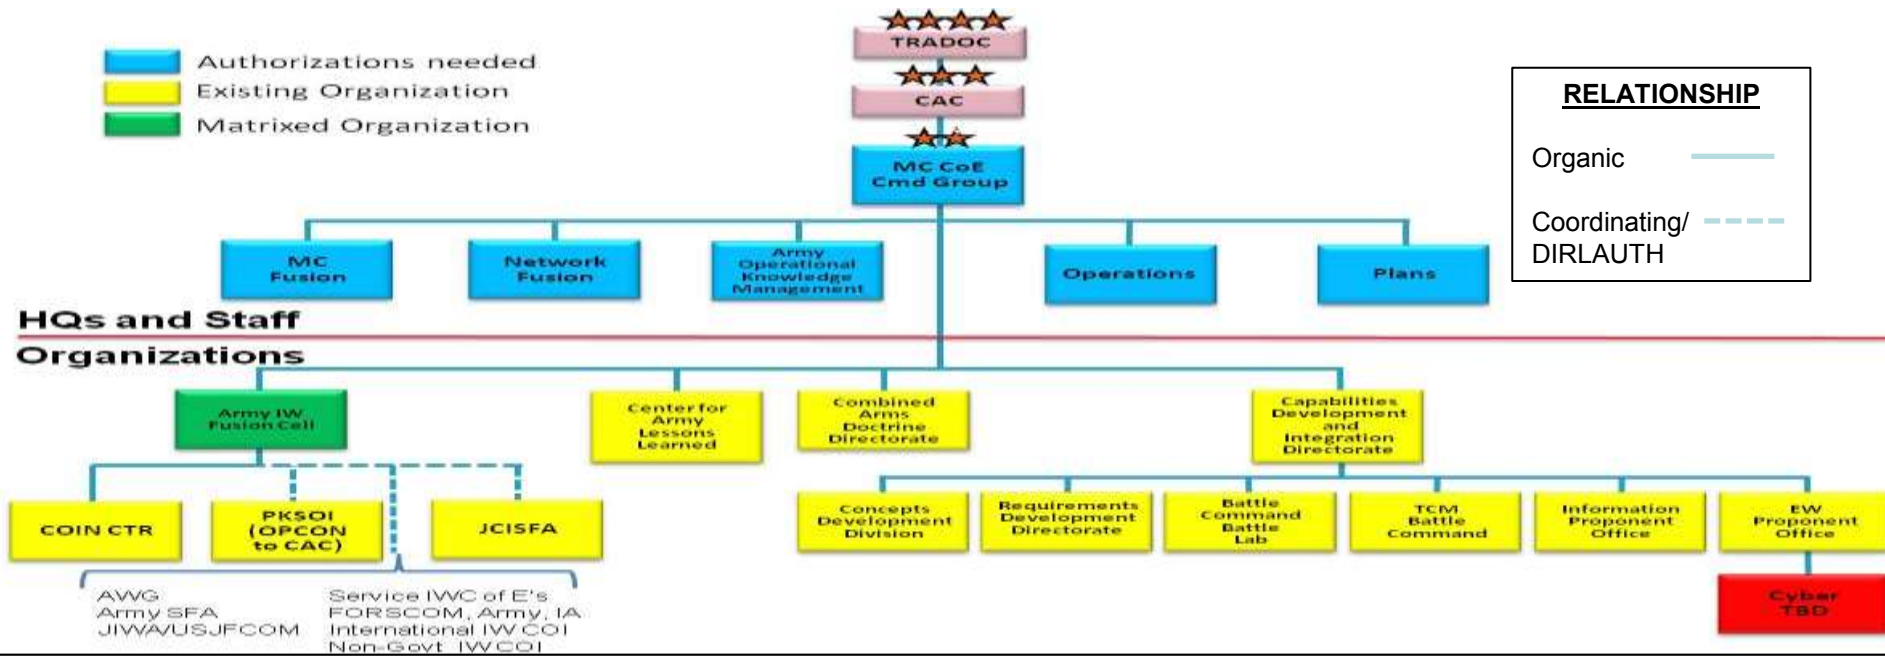 TRADOC
CAC
MC CoE
Cmd Group
Authorizations needed
Existing Organization
Matrixed Organization
RELATIONSHIP
Organic
Coordinating/
DIRLAUTH
MC
Fusion
Network
Fusion
Army
Operational
Knowledge
Management
Operations
Plans
HQs and Staff
Organizations
Army IW
Fusion Cell
Center for
Army
Lessons
Learned
Combined
Arms
Doctrine
Directorate
Capabilities
Development
and
Integration
Directorate
COIN CTR
PKSOI
(OPCON
to CAC)
JCISFA
Concepts
Development
Division
Requirements
Development
Directorate
Battle
Command
Battle
Lab
TCM
Battle
Command
Information
Proponent
Office
EW
Proponent
Office
Cyber
TBD
AWG
Army SFA
JIWA/USJFCOM
Service IWC of E's
FORSCOM, Army, IA
International IW COI
Non-Govt IW COI